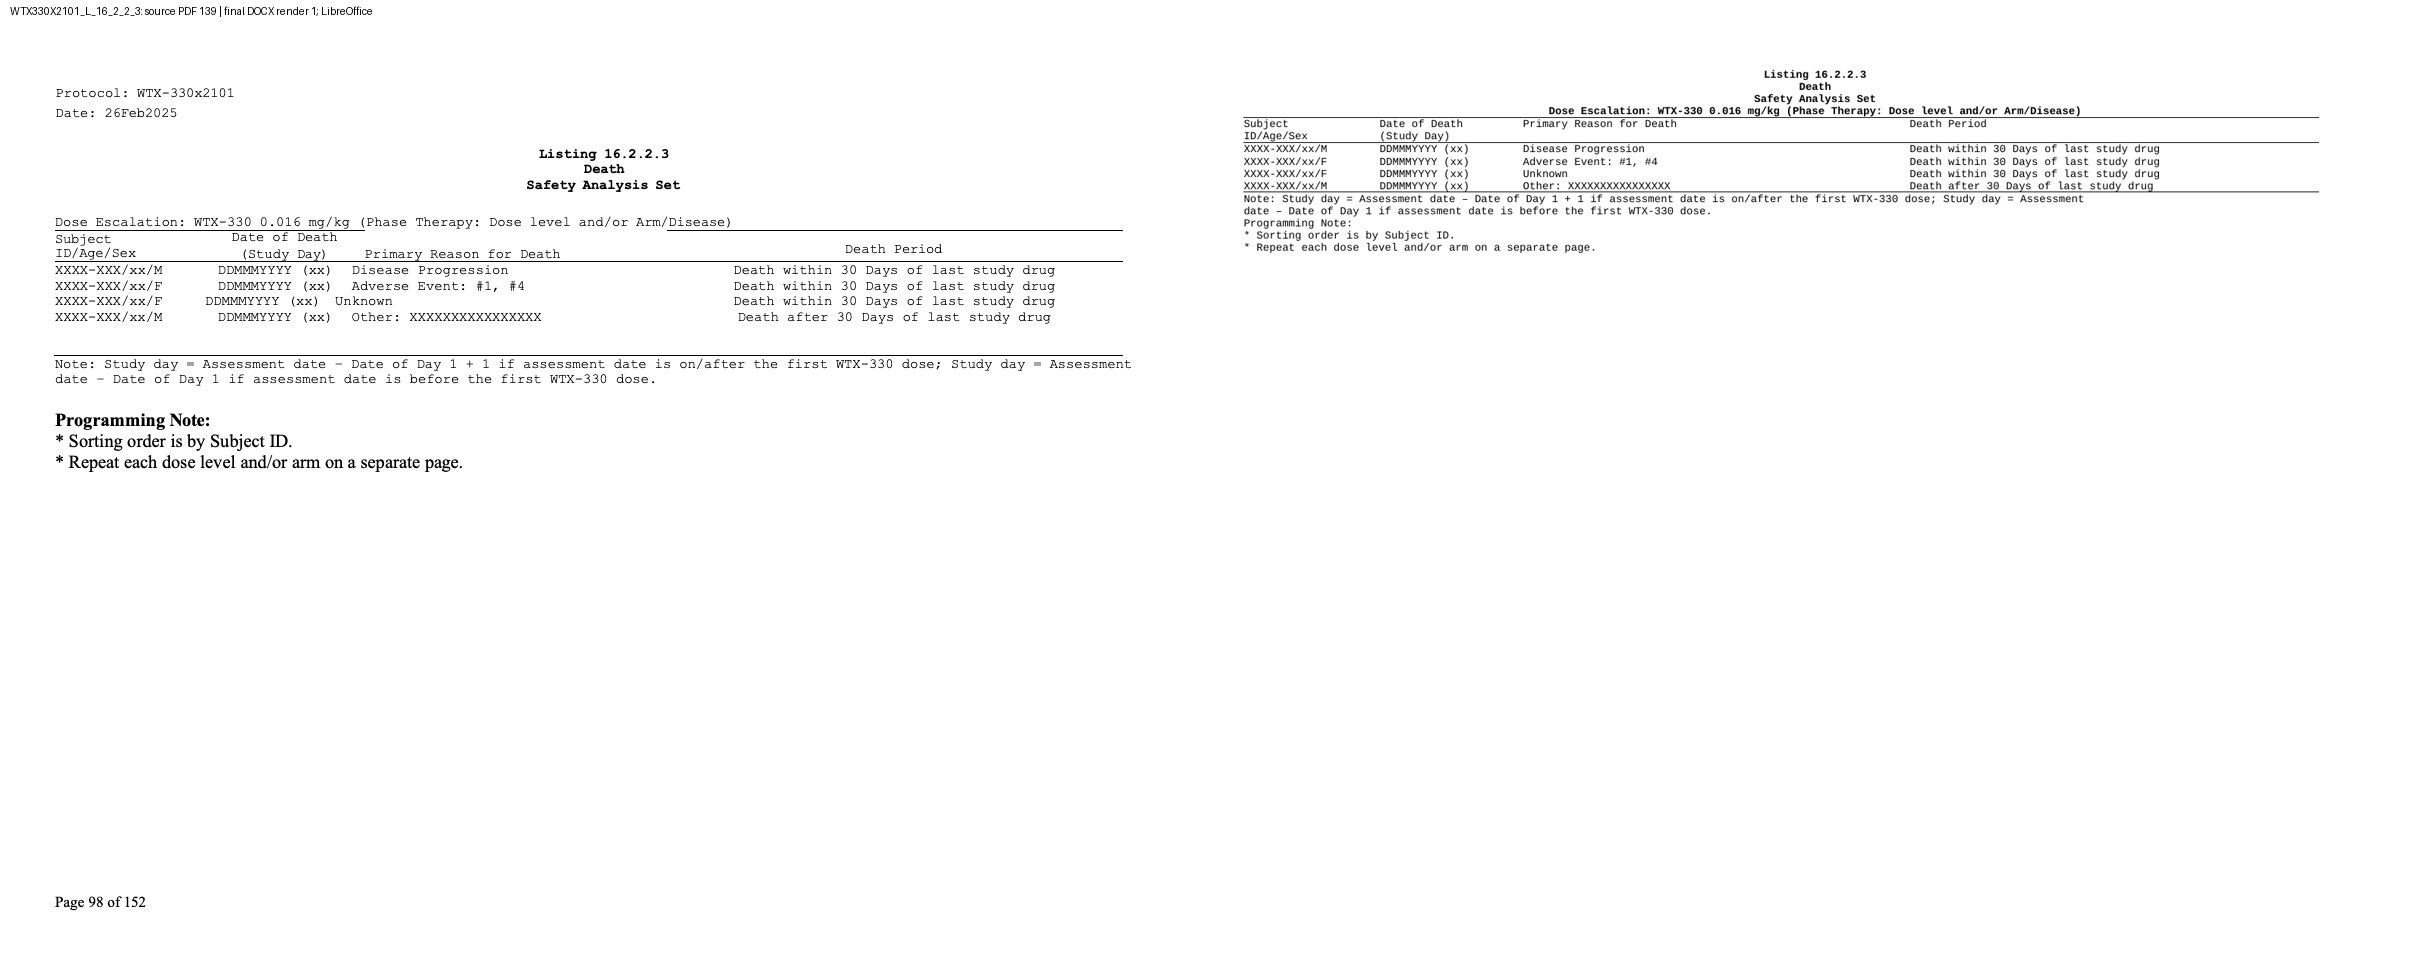 WTX330X2101_L_16_2_2_3: source PDF 139 | final DOCX render 1; LibreOffice
Protocol: WTX-330x2101
Date: 26Feb2025
Listing 16.2.2.3
Death
Safety Analysis Set
Dose Escalation: WTX-330 0.016 mg/kg (Phase Therapy: Dose level and/or Arm/Disease)
Subject Date of Death
ID/Age/Sex (Study Day) Primary Reason for Death Death Period
XXXX-XXX/xx/M DDMMMYYYY (xx) Disease Progression Death within 30 Days of last study drug
XXXX-XXX/xx/F DDMMMYYYY (xx) Adverse Event: #1, #4 Death within 30 Days of last study drug
XXXX-XXX/xx/F DDMMMYYYY (xx) Unknown Death within 30 Days of last study drug
XXXX-XXX/xx/M DDMMMYYYY (xx) Other: XXXXXXXXXXXXXXXX Death after 30 Days of last study drug
Note: Study day = Assessment date – Date of Day 1 + 1 if assessment date is on/after the first WTX-330 dose; Study day = Assessment
date – Date of Day 1 if assessment date is before the first WTX-330 dose.
Programming Note:
* Sorting order is by Subject ID.
* Repeat each dose level and/or arm on a separate page.
Page 98 of 152
Listing 16.2.2.3
Death
Safety Analysis Set
Dose Escalation: WTX-330 0.016 mg/kg (Phase Therapy: Dose level and/or Arm/Disease)
Subject Date of Death Primary Reason for Death Death Period
ID/Age/Sex (Study Day)
XXXX-XXX/xx/M DDMMMYYYY (xx) Disease Progression Death within 30 Days of last study drug
XXXX-XXX/xx/F DDMMMYYYY (xx) Adverse Event: #1, #4 Death within 30 Days of last study drug
XXXX-XXX/xx/F DDMMMYYYY (xx) Unknown Death within 30 Days of last study drug
XXXX-XXX/xx/M DDMMMYYYY (xx) Other: XXXXXXXXXXXXXXXX Death after 30 Days of last study drug
Note: Study day = Assessment date – Date of Day 1 + 1 if assessment date is on/after the first WTX-330 dose; Study day = Assessment
date – Date of Day 1 if assessment date is before the first WTX-330 dose.
Programming Note:
* Sorting order is by Subject ID.
* Repeat each dose level and/or arm on a separate page.